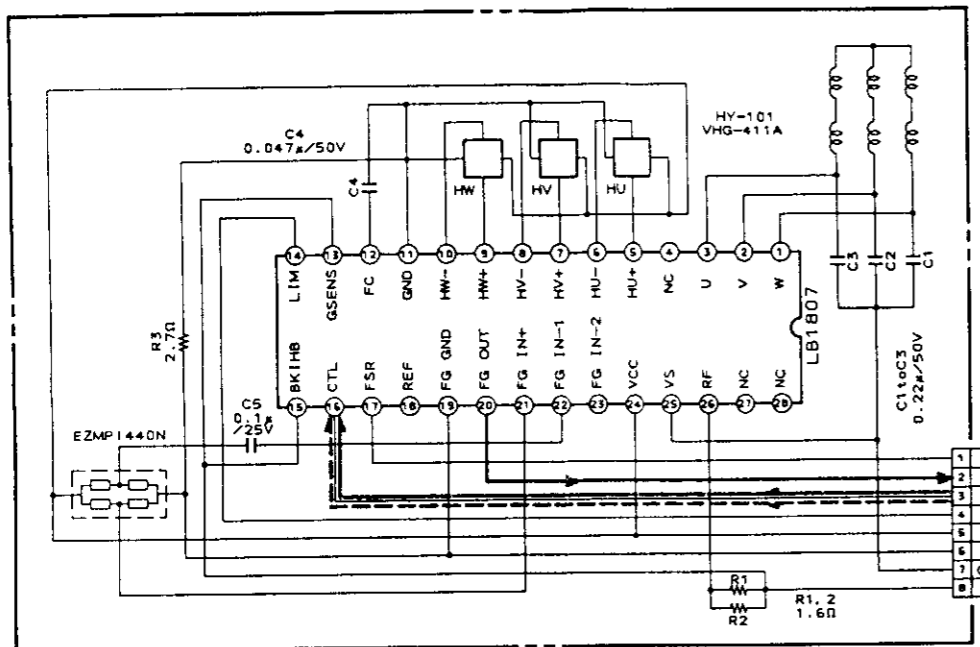 HY-101
VHG-411A
C4
0.047μ/50V
C4
HW
HV
HU
14
13
12
11
10
9
8
7
6
5
4
3
2
1
LIM
GSENS
FC
GND
HW-
HW+
HV-
HV+
HU-
HU+
NC
U
V
W
C3
C2
C1
LB1807
R3
2.7Ω
BKIHB
CTL
FSR
REF
FG GND
FG OUT
FG IN+
FG IN-1
FG IN-2
VCC
VS
RF
NC
NC
15
16
17
18
19
20
21
22
23
24
25
26
27
28
C1toC3
0.22μ/50V
C5
0.1μ
/25V
EZMPI440N
1
2
3
4
5
6
7
8
R1
R2
R1,2
1.6Ω